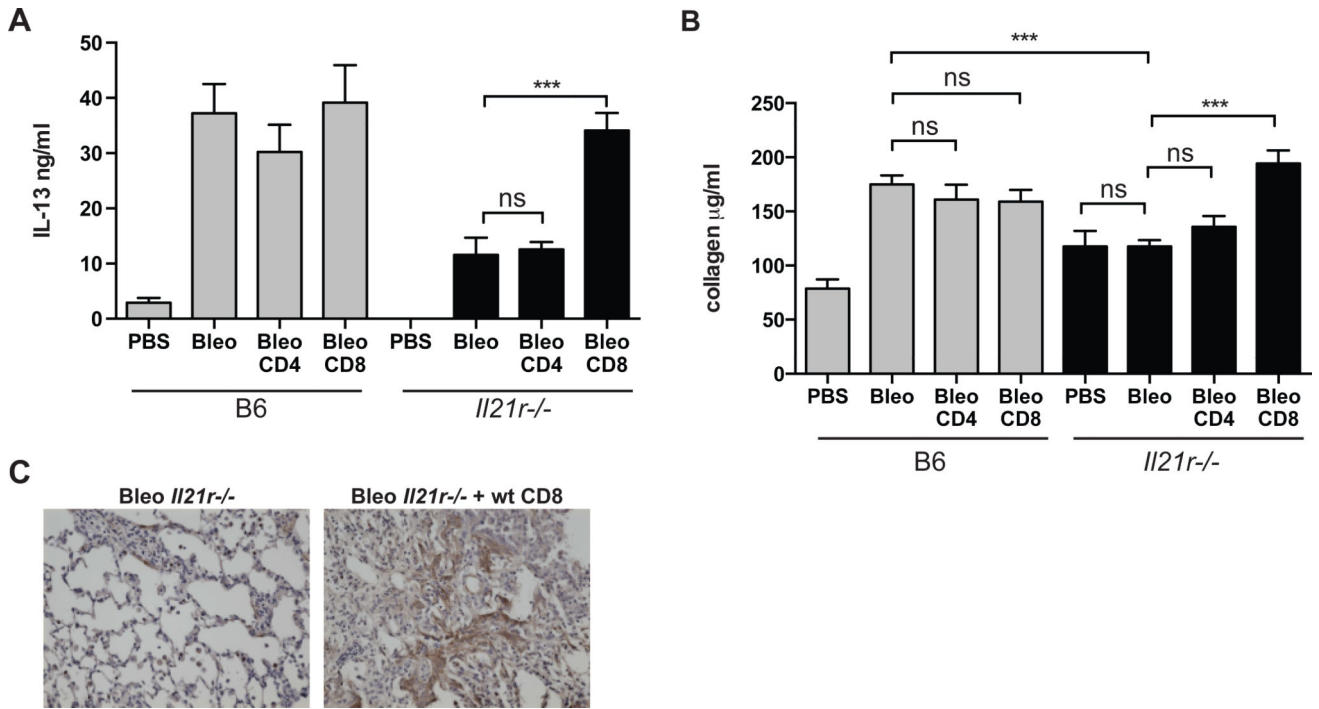 A
IL-13 ng/ml
50
40
30
20
10
0
***
ns
PBS Bleo Bleo CD4 Bleo CD8 PBS Bleo Bleo CD4 Bleo CD8
B6 Il21r-/-
B
collagen µg/ml
250
200
150
100
50
0
***
ns
ns
***
ns
ns
PBS Bleo Bleo CD4 Bleo CD8 PBS Bleo Bleo CD4 Bleo CD8
B6 Il21r-/-
C
Bleo Il21r-/- Bleo Il21r-/- + wt CD8